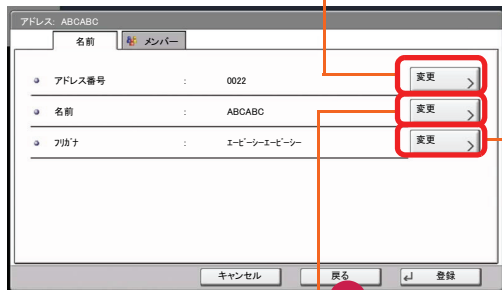 アドレス: ABCABC
名前 メンバー
アドレス番号 : 0022 変更
名前 : ABCABC 変更
ﾌﾘｶﾞﾅ : ｴｰﾋﾞｰｼｰｴｰﾋﾞｰｼｰ 変更
キャンセル 戻る 登録